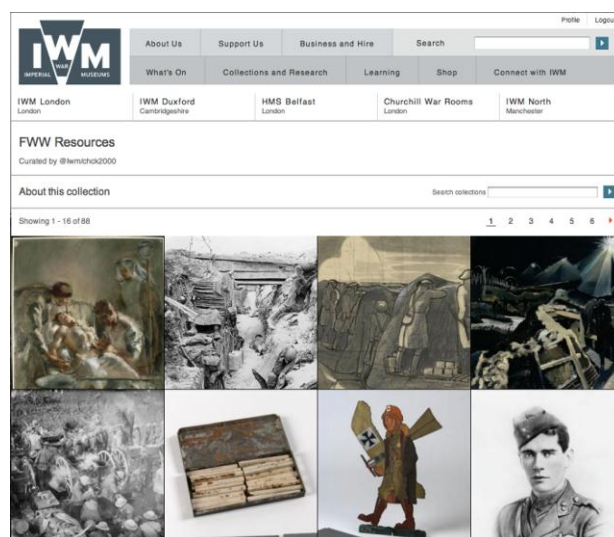 Profile Logou
IWM
IMPERIAL WAR MUSEUMS
About Us Support Us Business and Hire Search
What's On Collections and Research Learning Shop Connect with IWM
IWM London IWM Duxford HMS Belfast Churchill War Rooms IWM North
London Cambridgeshire London London Manchester
FWW Resources
Curated by @Iwm/chck2000
About this collection Search collections
Showing 1 - 16 of 88 1 2 3 4 5 6